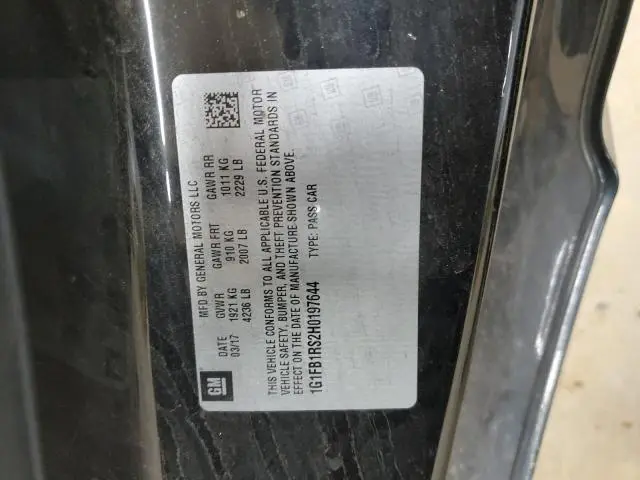 GM
MFD BY GENERAL MOTORS LLC
DATE GVWR GAWR FRT GAWR RR
03/17 1921 KG 910 KG 1011 KG
4236 LB 2007 LB 2229 LB
THIS VEHICLE CONFORMS TO ALL APPLICABLE U.S. FEDERAL MOTOR
VEHICLE SAFETY, BUMPER, AND THEFT PREVENTION STANDARDS IN
EFFECT ON THE DATE OF MANUFACTURE SHOWN ABOVE.
1G1FB1RS2H0197644 TYPE: PASS CAR